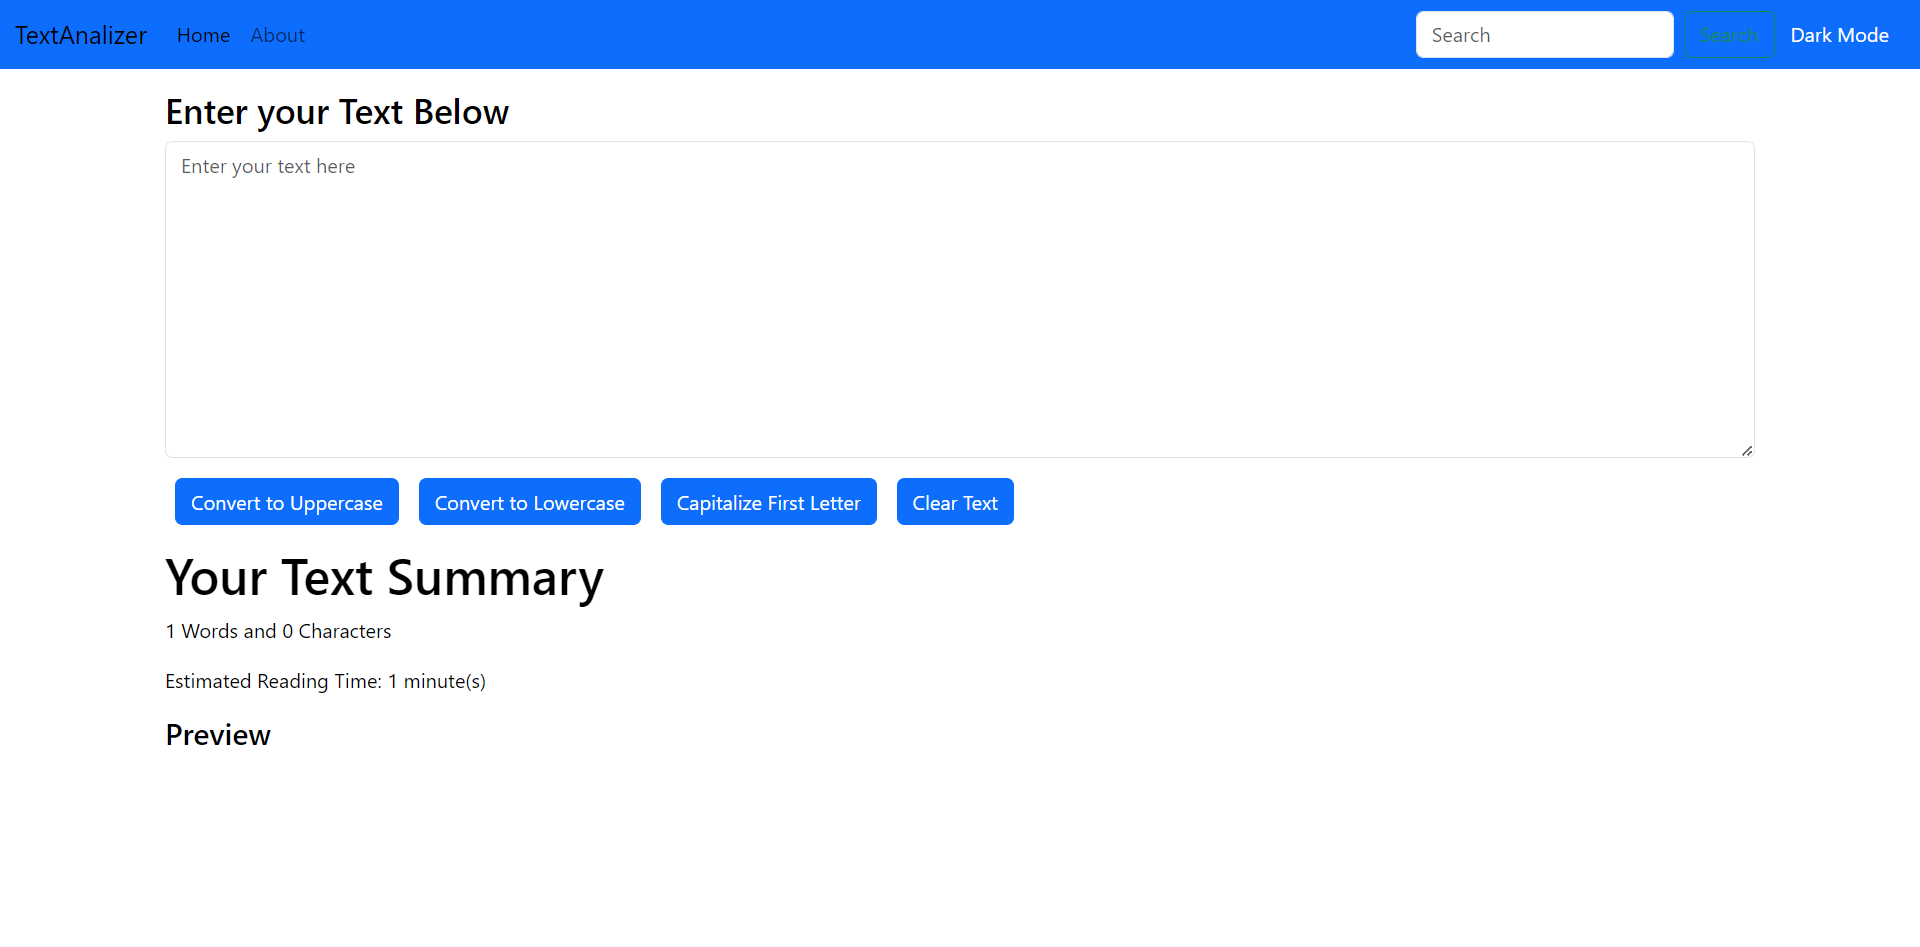 TextAnalizer Home About Search Search Dark Mode
Enter your Text Below
Enter your text here
Convert to Uppercase Convert to Lowercase Capitalize First Letter Clear Text
Your Text Summary
1 Words and 0 Characters
Estimated Reading Time: 1 minute(s)
Preview